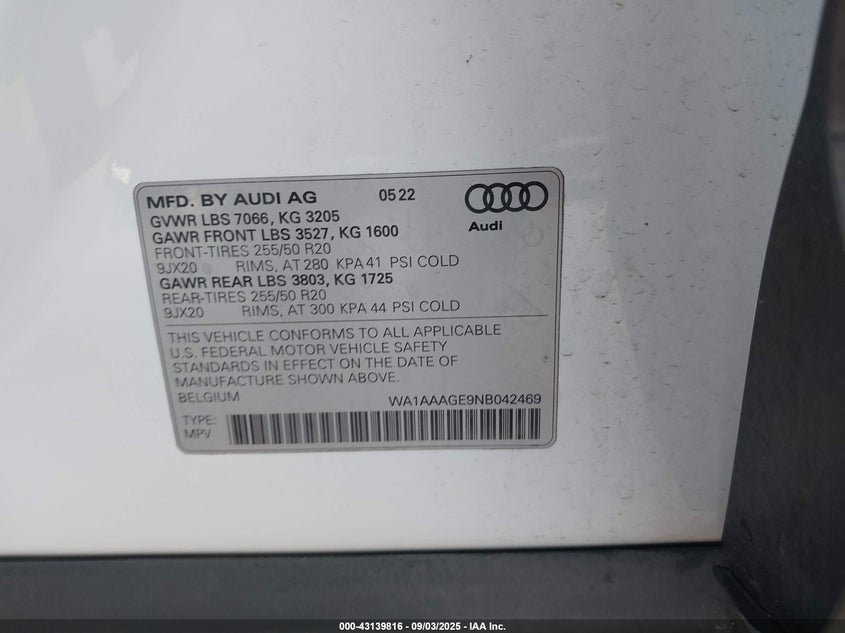 MFD. BY AUDI AG 05 22
GVWR LBS 7066, KG 3205
GAWR FRONT LBS 3527, KG 1600
FRONT-TIRES 255/50 R20
9JX20 RIMS, AT 280 KPA 41 PSI COLD
GAWR REAR LBS 3803, KG 1725
REAR-TIRES 255/50 R20
9JX20 RIMS, AT 300 KPA 44 PSI COLD
Audi
THIS VEHICLE CONFORMS TO ALL APPLICABLE
U.S. FEDERAL MOTOR VEHICLE SAFETY
STANDARDS IN EFFECT ON THE DATE OF
MANUFACTURE SHOWN ABOVE.
BELGIUM WA1AAAGE9NB042469
TYPE:
MPV
000-43139816 - 09/03/2025 - IAA Inc.